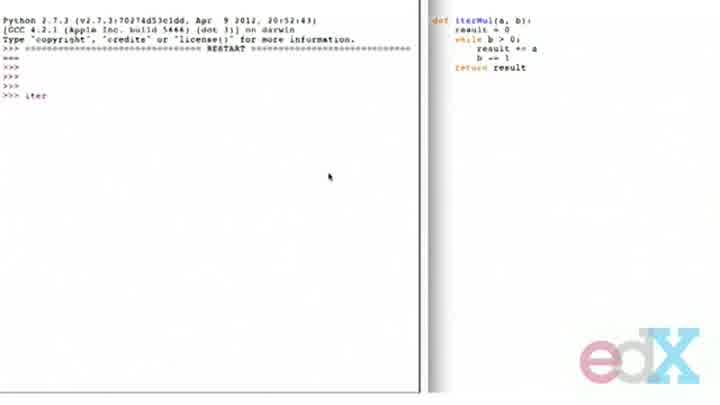 Python 2.7.3 (v2.7.3:70274d53c1dd, Apr 9 2012, 20:52:43)
[GCC 4.2.1 (Apple Inc. build 5666) (dot 3)] on darwin
Type "copyright", "credits" or "license()" for more information.
>>> ================================ RESTART ================================
===
>>>
>>>
>>>
>>> iter
def iterMul(a, b):
result = 0
while b > 0:
result += a
b -= 1
return result
edX